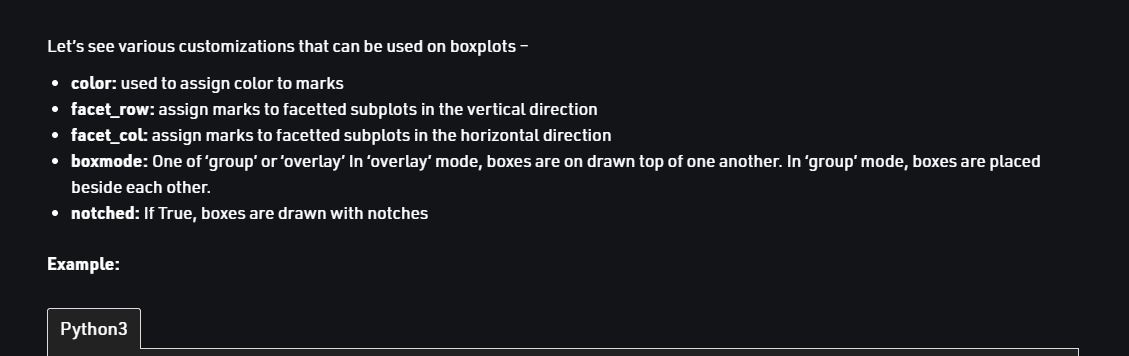 Let’s see various customizations that can be used on boxplots –
• color: used to assign color to marks
• facet_row: assign marks to facetted subplots in the vertical direction
• facet_col: assign marks to facetted subplots in the horizontal direction
• boxmode: One of ‘group’ or ‘overlay’ In ‘overlay’ mode, boxes are on drawn top of one another. In ‘group’ mode, boxes are placed
beside each other.
• notched: If True, boxes are drawn with notches
Example:
Python3